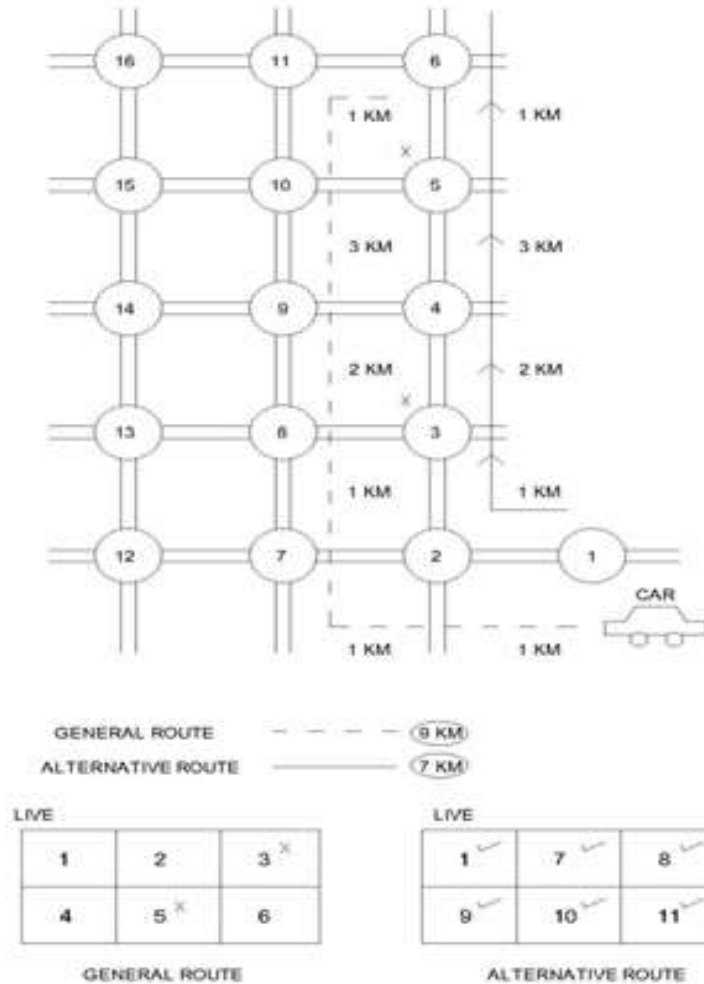 16 11 6
1 KM 1 KM
X
15 10 5
3 KM 3 KM
14 9 4
2 KM 2 KM
X
13 8 3
1 KM 1 KM
12 7 2 1
CAR
1 KM 1 KM
GENERAL ROUTE 9 KM
ALTERNATIVE ROUTE 7 KM
LIVE LIVE
1 2 3 X 1 7 8
4 5 X 6 9 10 11
GENERAL ROUTE ALTERNATIVE ROUTE